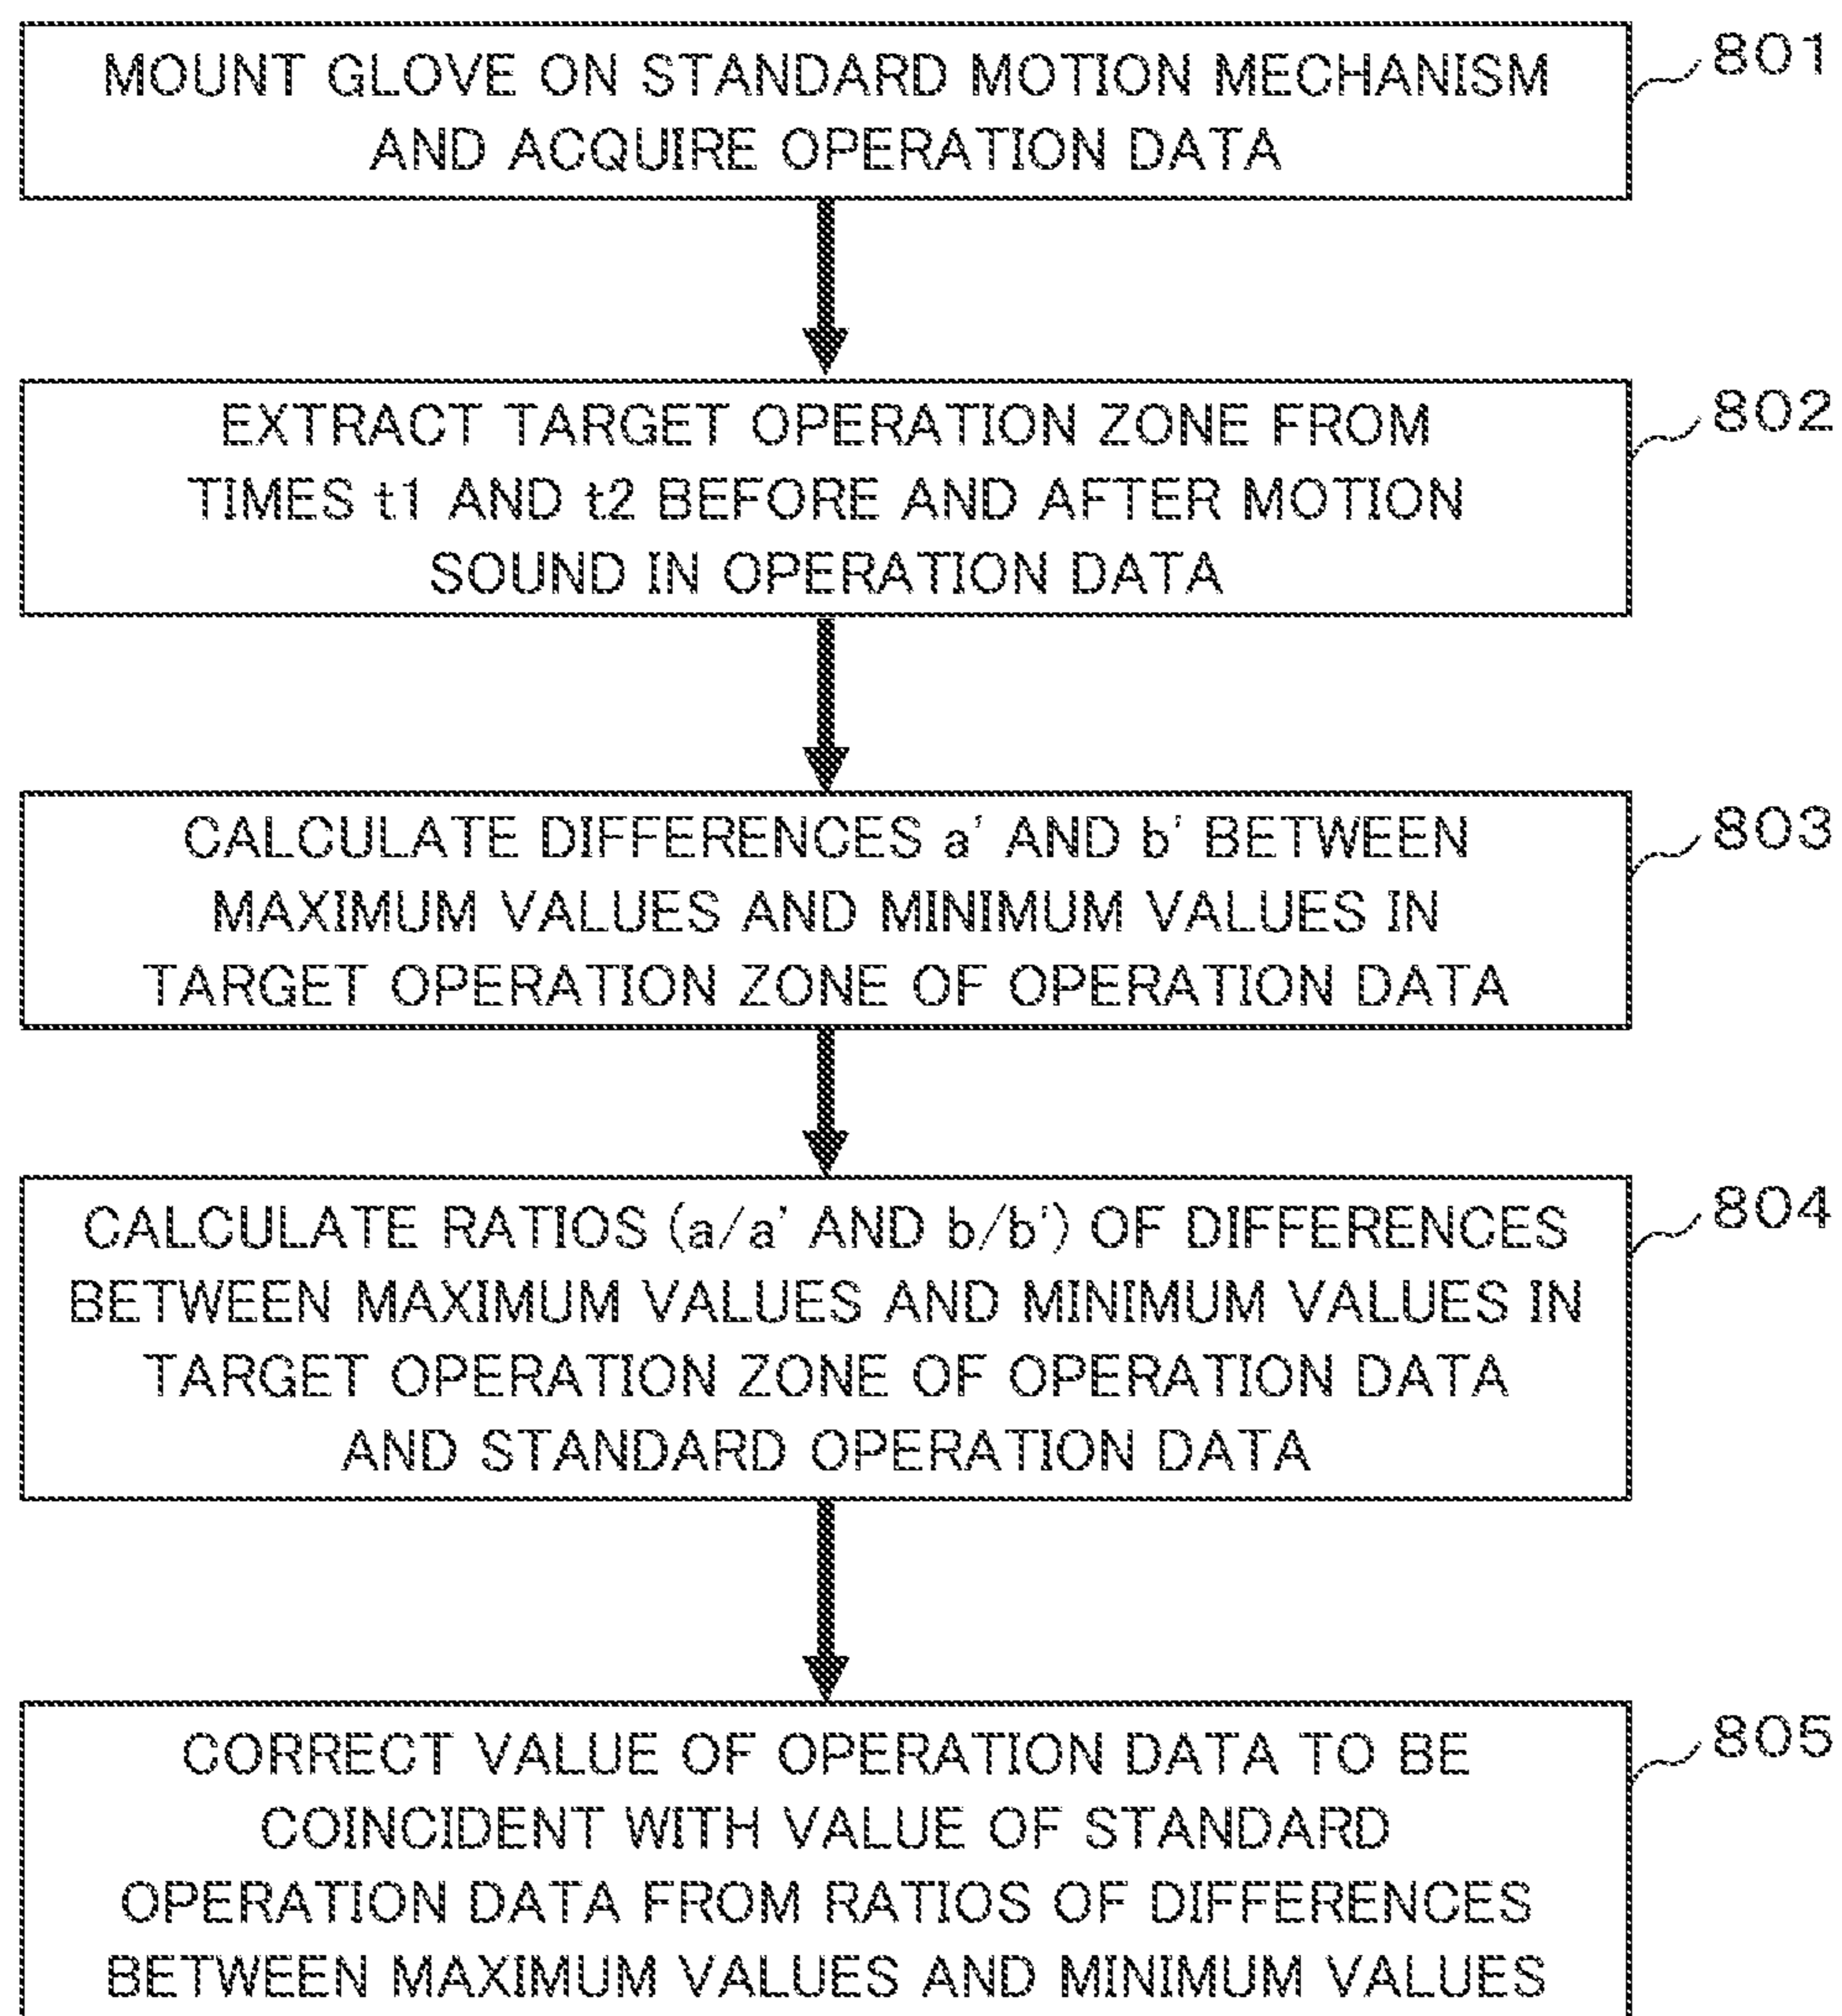 MOUNT GLOVE ON STANDARD MOTION MECHANISM
AND ACQUIRE OPERATION DATA
801
EXTRACT TARGET OPERATION ZONE FROM
TIMES t1 AND t2 BEFORE AND AFTER MOTION
SOUND IN OPERATION DATA
802
CALCULATE DIFFERENCES a' AND b' BETWEEN
MAXIMUM VALUES AND MINIMUM VALUES IN
TARGET OPERATION ZONE OF OPERATION DATA
803
CALCULATE RATIOS (a/a' AND b/b') OF DIFFERENCES
BETWEEN MAXIMUM VALUES AND MINIMUM VALUES IN
TARGET OPERATION ZONE OF OPERATION DATA
AND STANDARD OPERATION DATA
804
CORRECT VALUE OF OPERATION DATA TO BE
COINCIDENT WITH VALUE OF STANDARD
OPERATION DATA FROM RATIOS OF DIFFERENCES
BETWEEN MAXIMUM VALUES AND MINIMUM VALUES
805